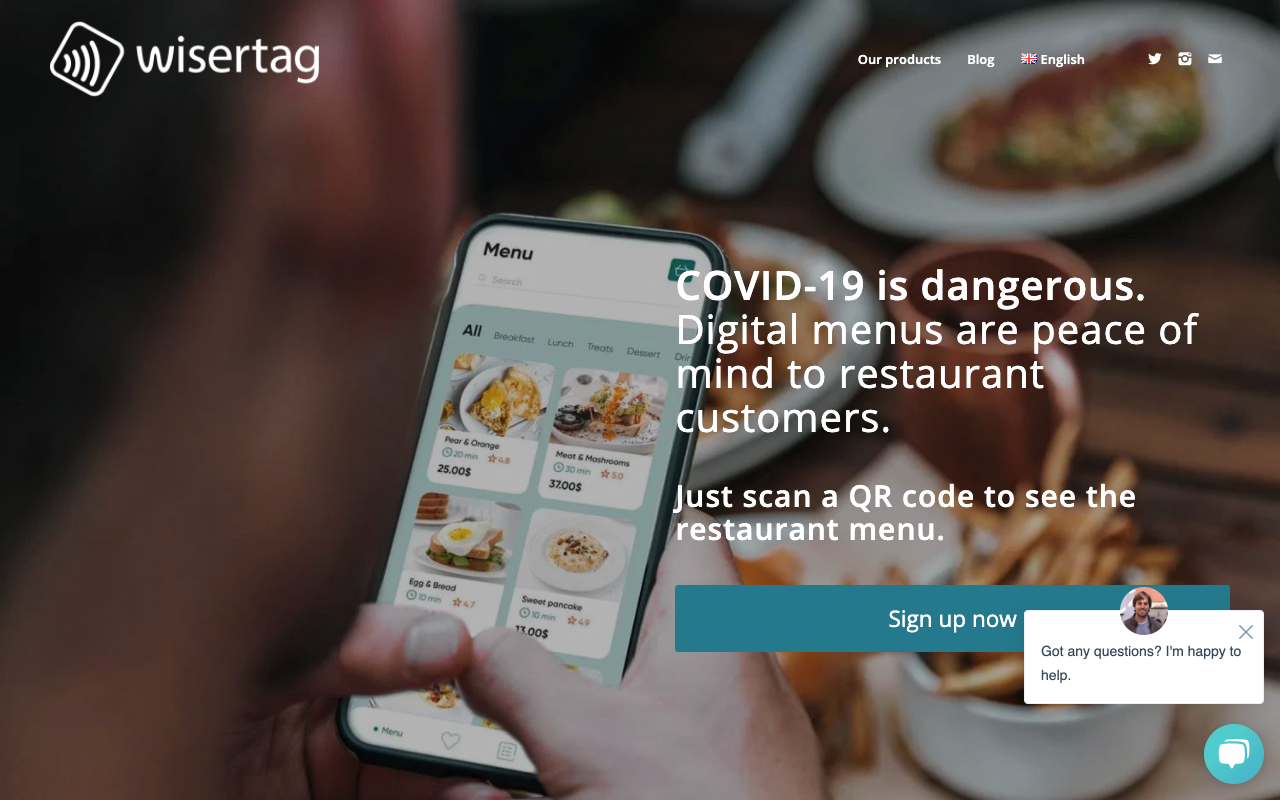 wisertag
Our products
Blog
English
Menu
Search
All
Breakfast
Lunch
Treats
Dessert
COVID-19 is dangerous.
Digital menus are peace of
mind to restaurant
customers.
Pear & Orange
20 min
4.8
25.00$
Meat & Mashrooms
30 min
5.0
37.00$
Just scan a QR code to see the
restaurant menu.
Egg & Bread
10 min
4.7
Sweet pancake
10 min
4.9
13.00$
Sign up now
Got any questions? I'm happy to
help.
Menu